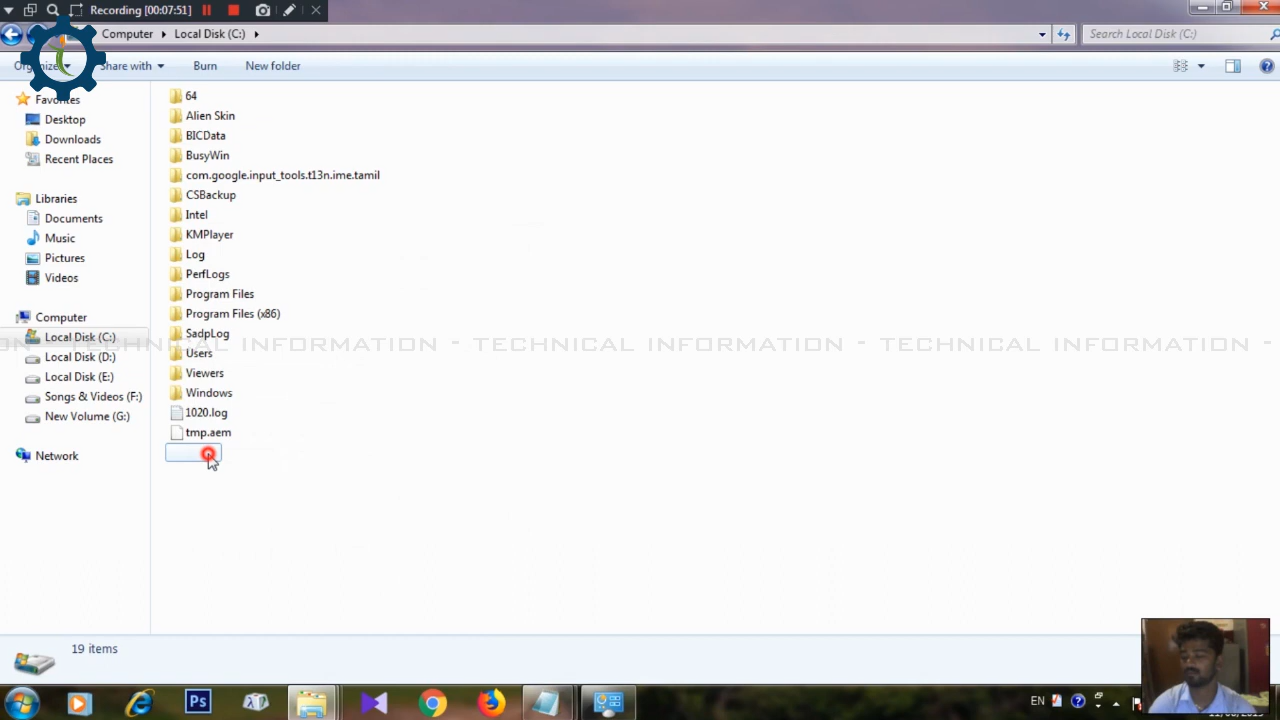 Recording [00:07:51]
Computer Local Disk (C:)
Search Local Disk (C:)
Share with Burn New folder
Favorites
Desktop
Downloads
Recent Places
Libraries
Documents
Music
Pictures
Videos
Computer
Local Disk (C:)
Local Disk (D:)
Local Disk (E:)
Songs & Videos (F:)
New Volume (G:)
Network
64
Alien Skin
BICData
BusyWin
com.google.input_tools.t13n.ime.tamil
CSBackup
Intel
KMPlayer
Log
PerfLogs
Program Files
Program Files (x86)
SadpLog
Users
Viewers
Windows
1020.log
tmp.aem
TECHNICAL INFORMATION - TECHNICAL INFORMATION -
19 items
Ps
EN